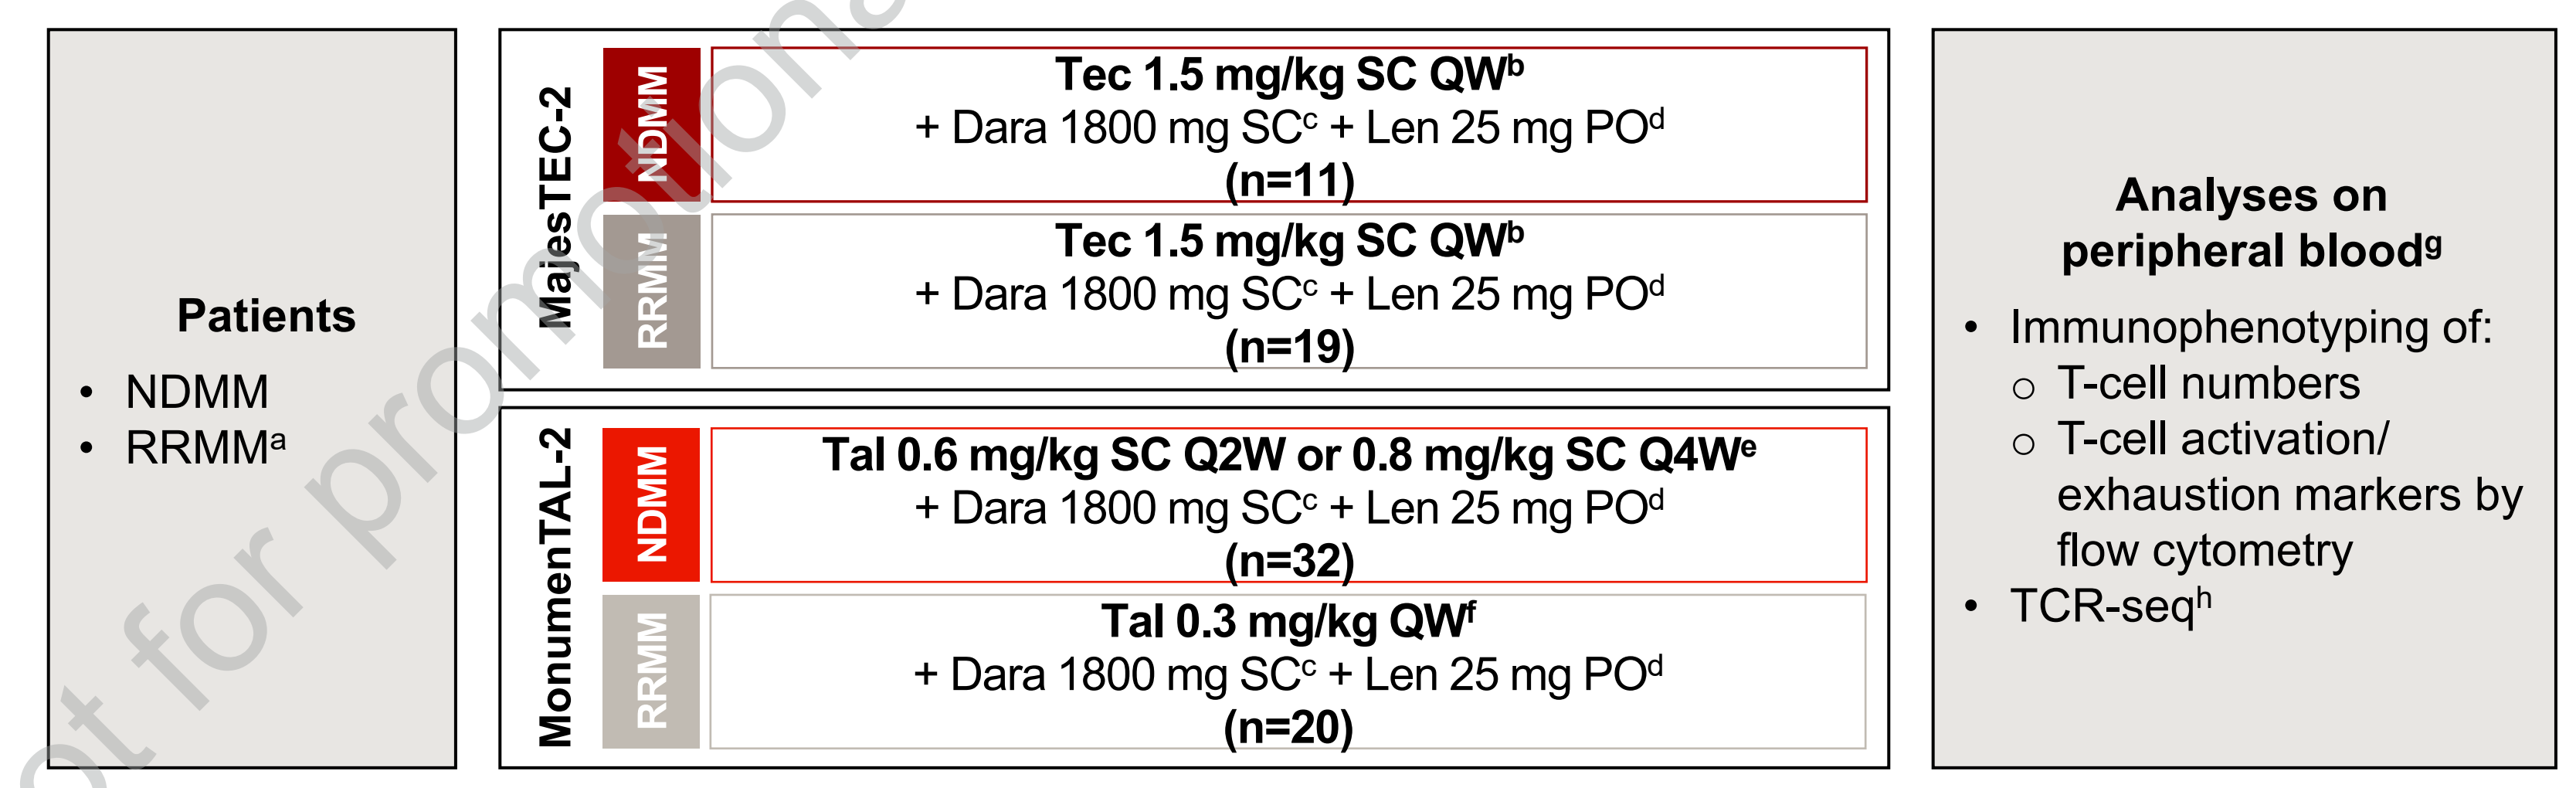 Patients
• NDMM
• RRMMᵃ
MajesTEC-2
NDMM
Tec 1.5 mg/kg SC QWᵇ
+ Dara 1800 mg SCᶜ + Len 25 mg POᵈ
(n=11)
RRMM
Tec 1.5 mg/kg SC QWᵇ
+ Dara 1800 mg SCᶜ + Len 25 mg POᵈ
(n=19)
MonumenTAL-2
NDMM
Tal 0.6 mg/kg SC Q2W or 0.8 mg/kg SC Q4Wᵉ
+ Dara 1800 mg SCᶜ + Len 25 mg POᵈ
(n=32)
RRMM
Tal 0.3 mg/kg QWᶠ
+ Dara 1800 mg SCᶜ + Len 25 mg POᵈ
(n=20)
Analyses on
peripheral bloodᵍ
• Immunophenotyping of:
○ T-cell numbers
○ T-cell activation/
exhaustion markers by
flow cytometry
• TCR-seqʰ
ot for promotiona